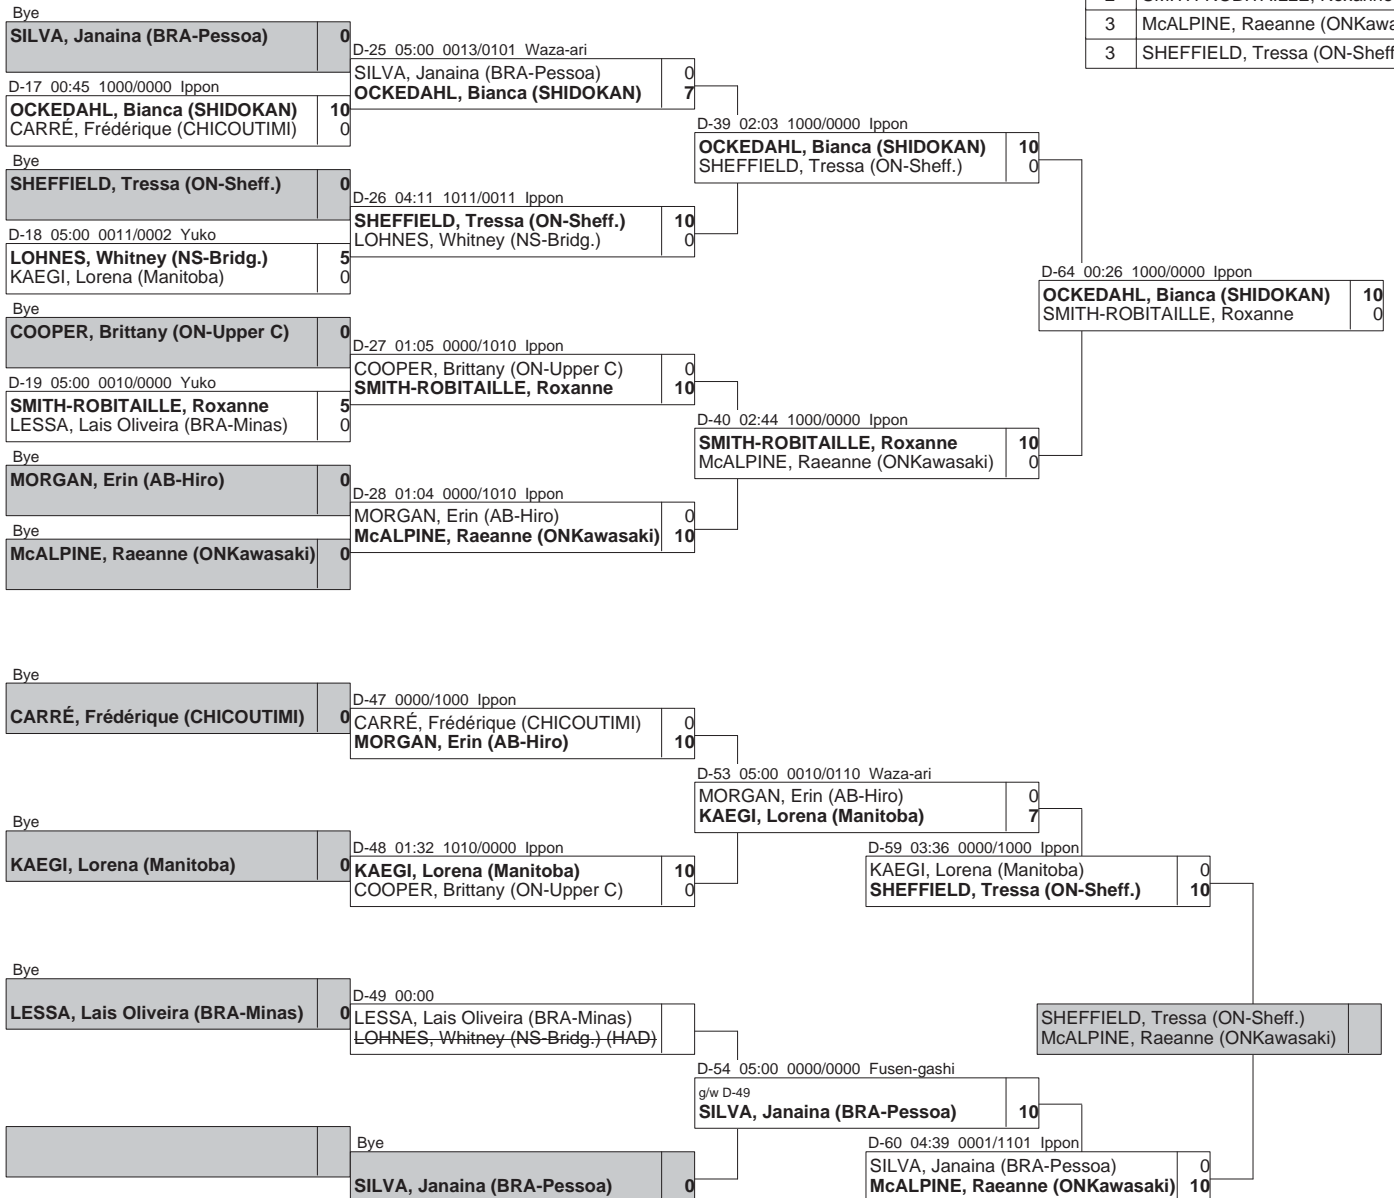 Bye
SILVA, Janaina (BRA-Pessoa) 0
D-17 00:45 1000/0000 Ippon
OCKEDAHL, Bianca (SHIDOKAN) 10
CARRÉ, Frédérique (CHICOUTIMI) 0
Bye
SHEFFIELD, Tressa (ON-Sheff.) 0
D-18 05:00 0011/0002 Yuko
LOHNES, Whitney (NS-Bridg.) 5
KAEGI, Lorena (Manitoba) 0
Bye
COOPER, Brittany (ON-Upper C) 0
D-19 05:00 0010/0000 Yuko
SMITH-ROBITAILLE, Roxanne 5
LESSA, Lais Oliveira (BRA-Minas) 0
Bye
MORGAN, Erin (AB-Hiro) 0
Bye
McALPINE, Raeanne (ONKawasaki) 0
D-25 05:00 0013/0101 Waza-ari
SILVA, Janaina (BRA-Pessoa) 0
OCKEDAHL, Bianca (SHIDOKAN) 7
D-26 04:11 1011/0011 Ippon
SHEFFIELD, Tressa (ON-Sheff.) 10
LOHNES, Whitney (NS-Bridg.) 0
D-27 01:05 0000/1010 Ippon
COOPER, Brittany (ON-Upper C) 0
SMITH-ROBITAILLE, Roxanne 10
D-28 01:04 0000/1010 Ippon
MORGAN, Erin (AB-Hiro) 0
McALPINE, Raeanne (ONKawasaki) 10
D-39 02:03 1000/0000 Ippon
OCKEDAHL, Bianca (SHIDOKAN) 10
SHEFFIELD, Tressa (ON-Sheff.) 0
D-40 02:44 1000/0000 Ippon
SMITH-ROBITAILLE, Roxanne 10
McALPINE, Raeanne (ONKawasaki) 0
3 McALPINE, Raeanne (ONKawa
3 SHEFFIELD, Tressa (ON-Sheff
D-64 00:26 1000/0000 Ippon
OCKEDAHL, Bianca (SHIDOKAN) 10
SMITH-ROBITAILLE, Roxanne 0
Bye
CARRÉ, Frédérique (CHICOUTIMI) 0
Bye
KAEGI, Lorena (Manitoba) 0
Bye
LESSA, Lais Oliveira (BRA-Minas) 0
D-47 0000/1000 Ippon
CARRÉ, Frédérique (CHICOUTIMI) 0
MORGAN, Erin (AB-Hiro) 10
D-48 01:32 1010/0000 Ippon
KAEGI, Lorena (Manitoba) 10
COOPER, Brittany (ON-Upper C) 0
D-49 00:00
LESSA, Lais Oliveira (BRA-Minas)
LOHNES, Whitney (NS-Bridg.) (HAD)
Bye
SILVA, Janaina (BRA-Pessoa) 0
D-53 05:00 0010/0110 Waza-ari
MORGAN, Erin (AB-Hiro) 0
KAEGI, Lorena (Manitoba) 7
D-54 05:00 0000/0000 Fusen-gashi
g/w D-49
SILVA, Janaina (BRA-Pessoa) 10
D-59 03:36 0000/1000 Ippon
KAEGI, Lorena (Manitoba) 0
SHEFFIELD, Tressa (ON-Sheff.) 10
D-60 04:39 0001/1101 Ippon
SILVA, Janaina (BRA-Pessoa) 0
McALPINE, Raeanne (ONKawasaki) 10
SHEFFIELD, Tressa (ON-Sheff.)
McALPINE, Raeanne (ONKawasaki)